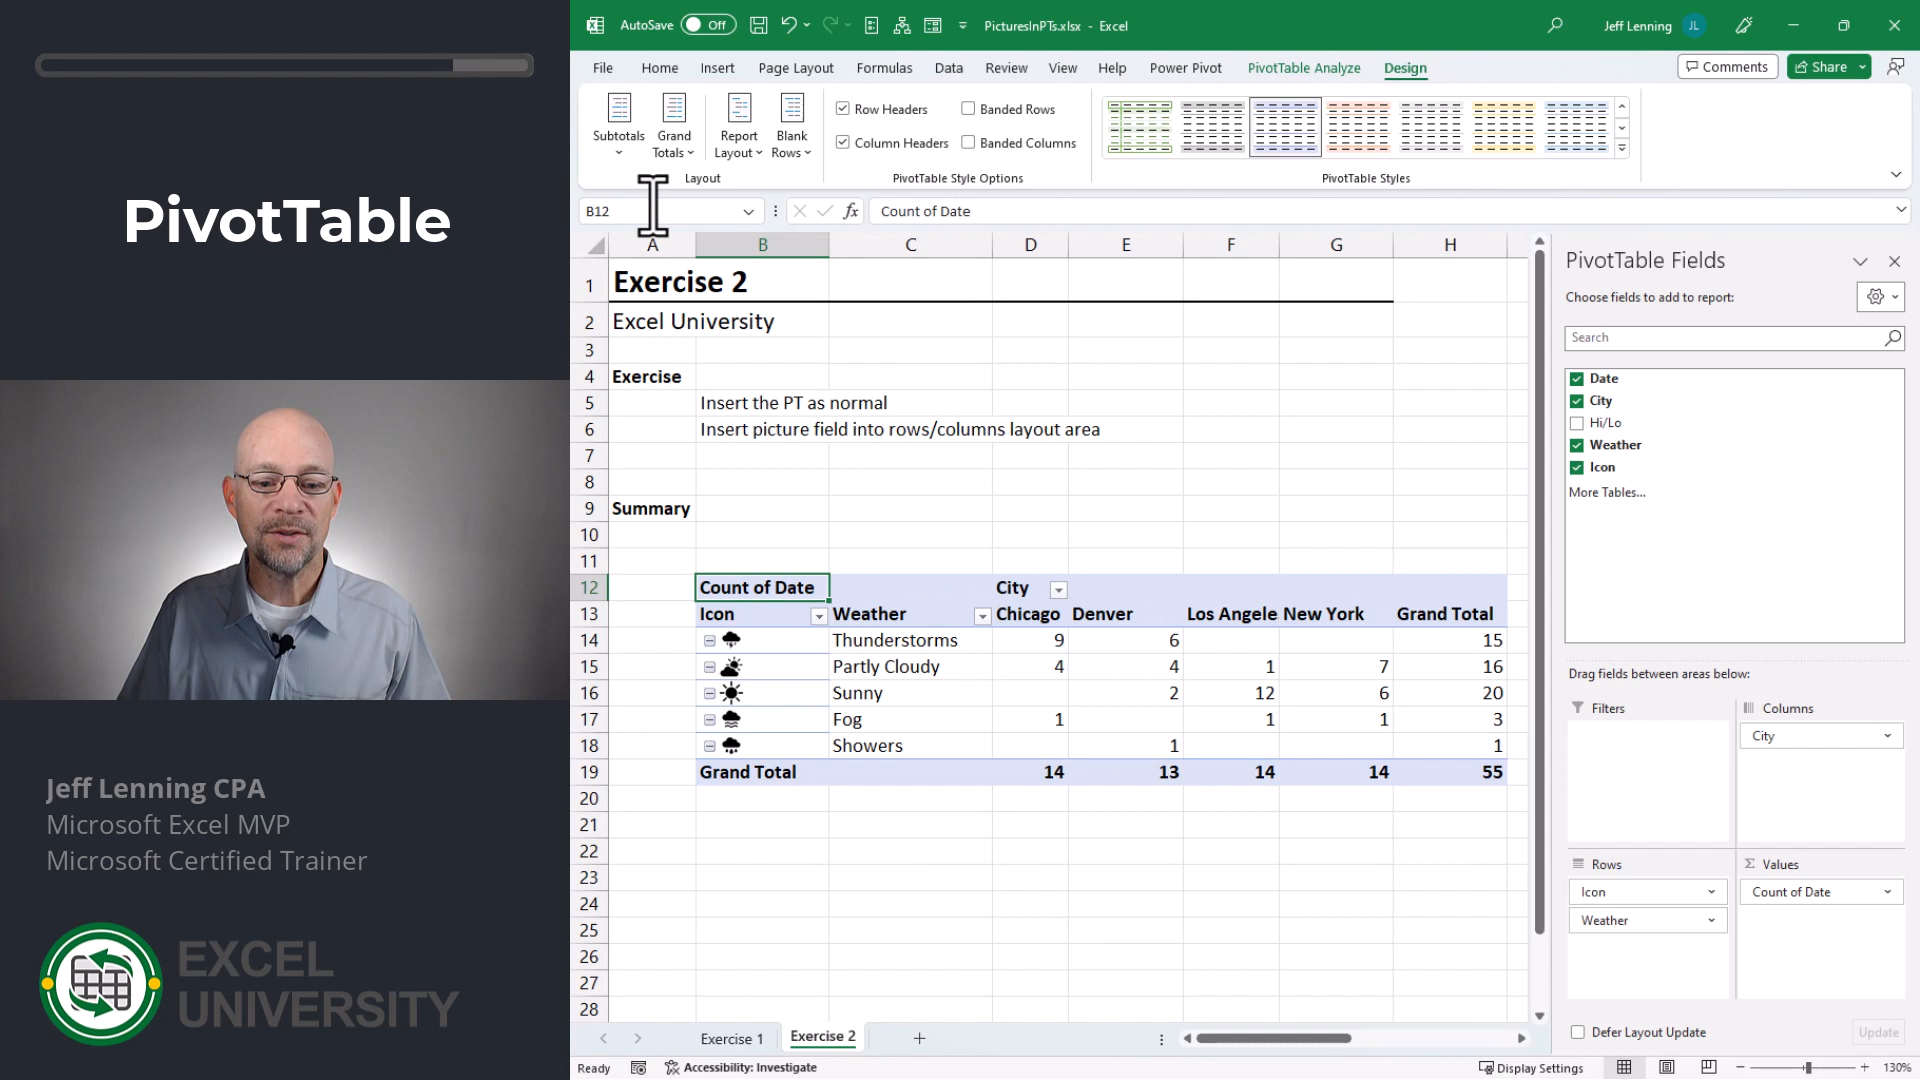 PivotTable
Jeff Lenning CPA
Microsoft Excel MVP
Microsoft Certified Trainer
EXCEL
UNIVERSITY
AutoSave Off PicturesInPTs.xlsx - Excel Jeff Lenning JL
File Home Insert Page Layout Formulas Data Review View Help Power Pivot PivotTable Analyze Design Comments Share
Subtotals Grand Totals Report Layout Blank Rows
Row Headers Banded Rows
Column Headers Banded Columns
Layout PivotTable Style Options PivotTable Styles
B12 fx Count of Date
A B C D E F G H
1 Exercise 2
2 Excel University
3
4 Exercise
5 Insert the PT as normal
6 Insert picture field into rows/columns layout area
7
8
9 Summary
10
11
12 Count of Date City
13 Icon Weather Chicago Denver Los Angele New York Grand Total
14 Thunderstorms 9 6 15
15 Partly Cloudy 4 4 1 7 16
16 Sunny 2 12 6 20
17 Fog 1 1 1 3
18 Showers 1 1
19 Grand Total 14 13 14 14 55
20
21
22
23
24
25
26
27
28
Exercise 1 Exercise 2
Ready Accessibility: Investigate Display Settings 130%
PivotTable Fields
Choose fields to add to report:
Search
Date
City
Hi/Lo
Weather
Icon
More Tables...
Drag fields between areas below:
Filters Columns
City
Rows Values
Icon Count of Date
Weather
Defer Layout Update Update